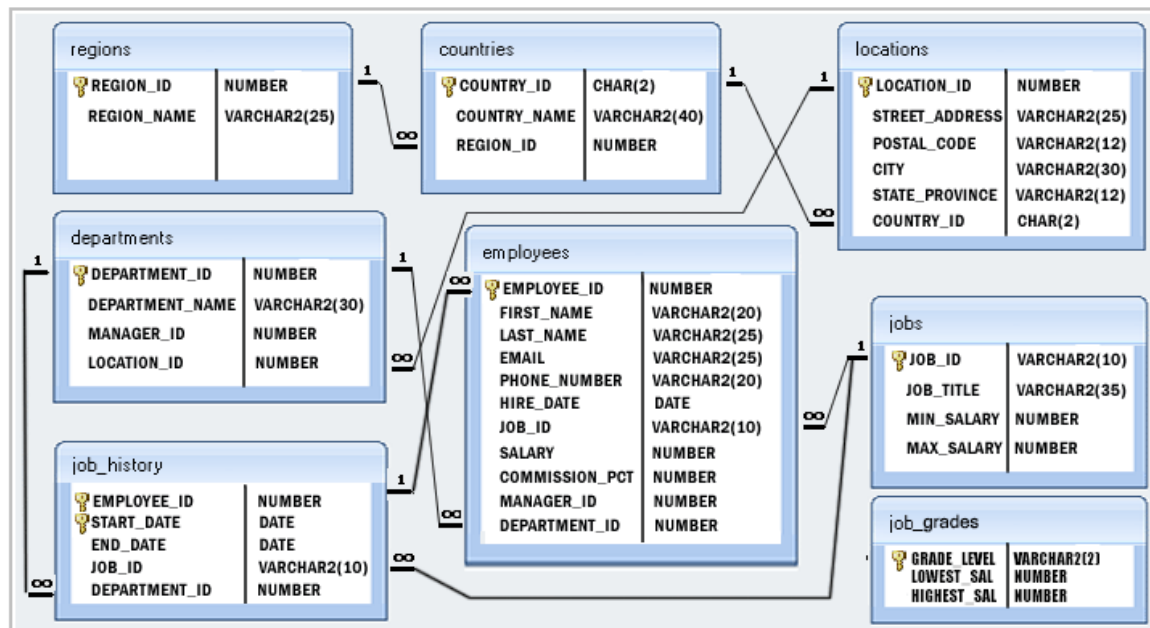 regions
REGION_ID NUMBER
REGION_NAME VARCHAR2(25)
1
∞
countries
COUNTRY_ID CHAR(2)
COUNTRY_NAME VARCHAR2(40)
REGION_ID NUMBER
1
∞
locations
LOCATION_ID NUMBER
STREET_ADDRESS VARCHAR2(25)
POSTAL_CODE VARCHAR2(12)
CITY VARCHAR2(30)
STATE_PROVINCE VARCHAR2(12)
COUNTRY_ID CHAR(2)
1
departments
DEPARTMENT_ID NUMBER
DEPARTMENT_NAME VARCHAR2(30)
MANAGER_ID NUMBER
LOCATION_ID NUMBER
1
1
∞
employees
EMPLOYEE_ID NUMBER
FIRST_NAME VARCHAR2(20)
LAST_NAME VARCHAR2(25)
EMAIL VARCHAR2(25)
PHONE_NUMBER VARCHAR2(20)
HIRE_DATE DATE
JOB_ID VARCHAR2(10)
SALARY NUMBER
COMMISSION_PCT NUMBER
MANAGER_ID NUMBER
DEPARTMENT_ID NUMBER
∞
∞
∞
jobs
JOB_ID VARCHAR2(10)
JOB_TITLE VARCHAR2(35)
MIN_SALARY NUMBER
MAX_SALARY NUMBER
1
job_history
EMPLOYEE_ID NUMBER
START_DATE DATE
END_DATE DATE
JOB_ID VARCHAR2(10)
DEPARTMENT_ID NUMBER
1
∞
∞
job_grades
GRADE_LEVEL VARCHAR2(2)
LOWEST_SAL NUMBER
HIGHEST_SAL NUMBER